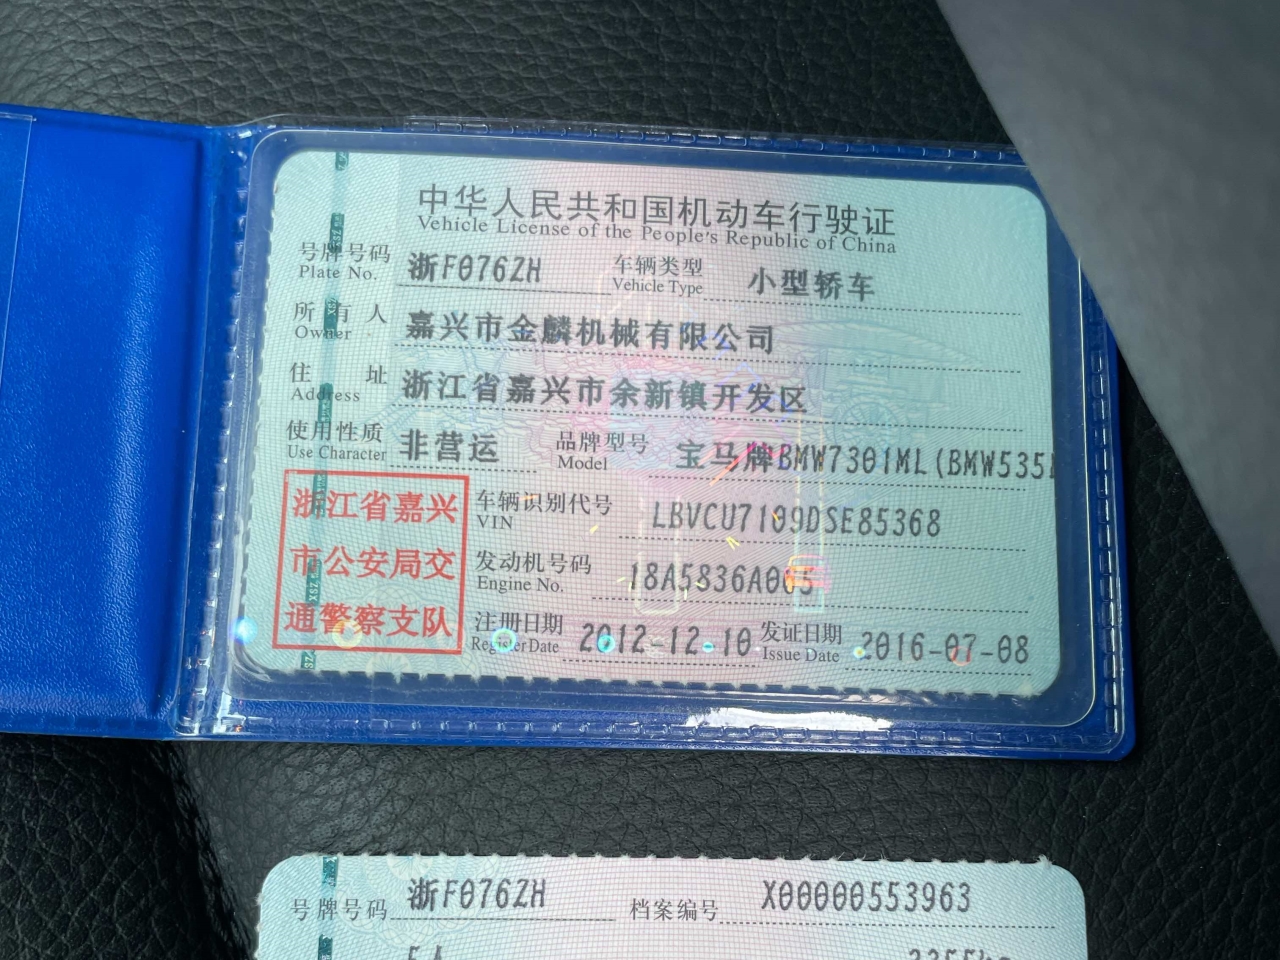 中华人民共和国机动车行驶证
Vehicle License of the People's Republic of China
号牌号码 浙F076ZH 车辆类型 小型轿车
Plate No. Vehicle Type
所有人 嘉兴市金麟机械有限公司
Owner
住址 浙江省嘉兴市余新镇开发区
Address
使用性质 非营运 品牌型号 宝马牌BMW7301ML(BMW535
Use Character Model
浙江省嘉兴
市公安局交
通警察支队
车辆识别代号 LBVCU7109DSE85368
VIN
发动机号码 18A5836A005
Engine No.
注册日期 2012-12-10 发证日期 2016-07-08
Register Date Issue Date
号牌号码 浙F076ZH 档案编号 X00000553963